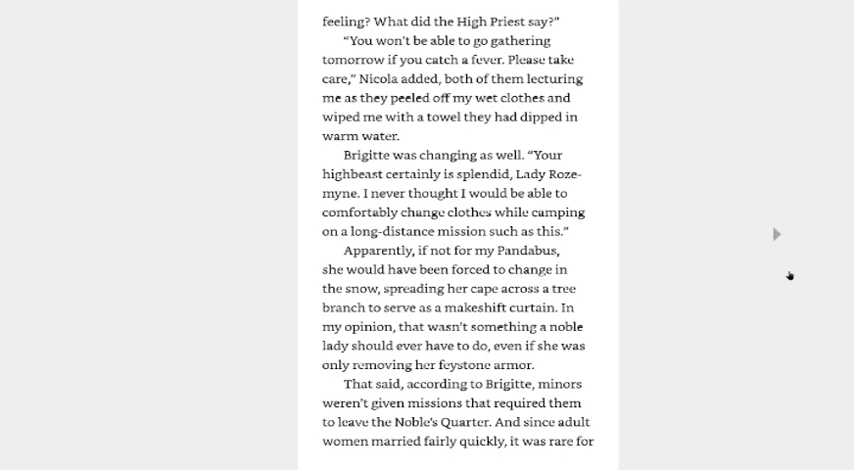 feeling? What did the High Priest say?”
“You won’t be able to go gathering
tomorrow if you catch a fever. Please take
care,” Nicola added, both of them lecturing
me as they peeled off my wet clothes and
wiped me with a towel they had dipped in
warm water.
Brigitte was changing as well. “Your
highbeast certainly is splendid, Lady Roze-
myne. I never thought I would be able to
comfortably change clothes while camping
on a long-distance mission such as this.”
Apparently, if not for my Pandabus,
she would have been forced to change in
the snow, spreading her cape across a tree
branch to serve as a makeshift curtain. In
my opinion, that wasn’t something a noble
lady should ever have to do, even if she was
only removing her feystone armor.
That said, according to Brigitte, minors
weren’t given missions that required them
to leave the Noble’s Quarter. And since adult
women married fairly quickly, it was rare for